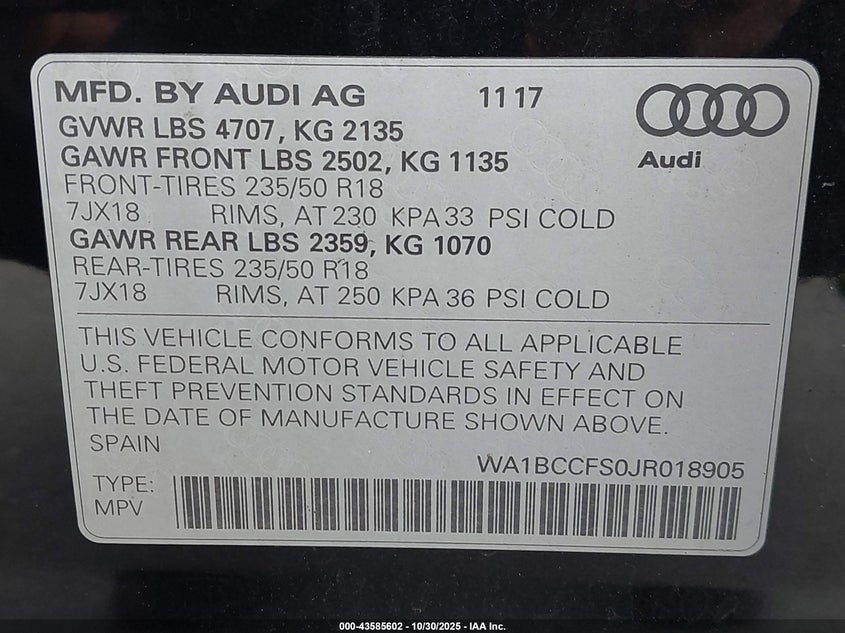 MFD. BY AUDI AG 11 17
GVWR LBS 4707, KG 2135
GAWR FRONT LBS 2502, KG 1135
Audi
FRONT-TIRES 235/50 R18
7JX18 RIMS, AT 230 KPA 33 PSI COLD
GAWR REAR LBS 2359, KG 1070
REAR-TIRES 235/50 R18
7JX18 RIMS, AT 250 KPA 36 PSI COLD
THIS VEHICLE CONFORMS TO ALL APPLICABLE
U.S. FEDERAL MOTOR VEHICLE SAFETY AND
THEFT PREVENTION STANDARDS IN EFFECT ON
THE DATE OF MANUFACTURE SHOWN ABOVE.
SPAIN
WA1BCCFS0JR018905
TYPE:
MPV
000-43585602 - 10/30/2025 - IAA Inc.